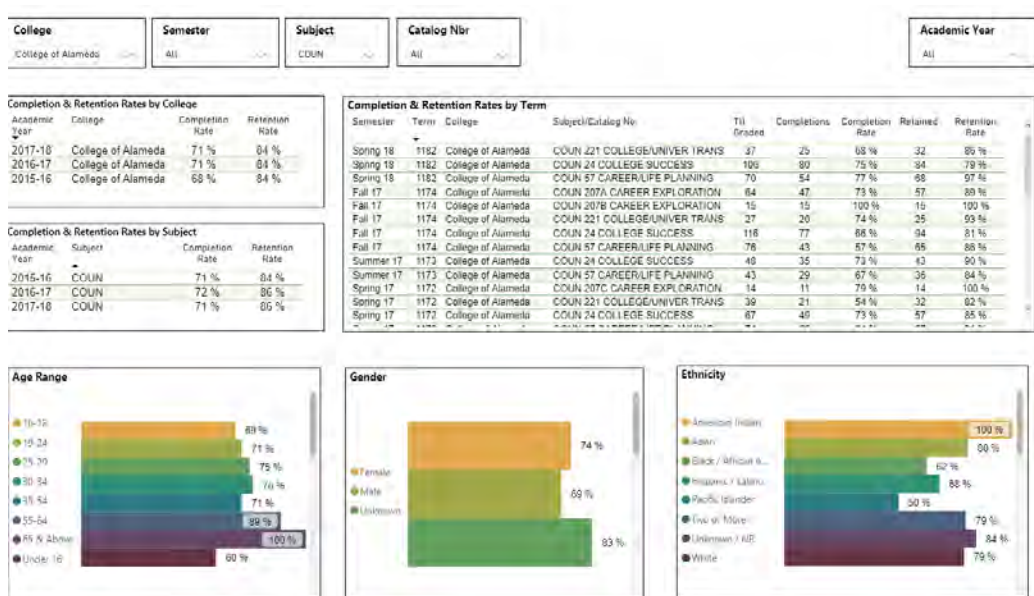 College Semester Subject Catalog Nbr Academic Year
College of Alameda All COUN All All
Completion & Retention Rates by College
Academic Year College Completion Rate Retention Rate
2017-18 College of Alameda 71 % 84 %
2016-17 College of Alameda 71 % 84 %
2015-16 College of Alameda 68 % 84 %
Completion & Retention Rates by Subject
Academic Year Subject Completion Rate Retention Rate
2015-16 COUN 71 % 84 %
2016-17 COUN 72 % 86 %
2017-18 COUN 71 % 86 %
Completion & Retention Rates by Term
Semester Term College Subject/Catalog No Ttl Graded Completions Completion Rate Retained Retention Rate
Spring 18 1182 College of Alameda COUN 221 COLLEGE/UNIVER TRANS 37 25 68 % 32 86 %
Spring 18 1182 College of Alameda COUN 24 COLLEGE SUCCESS 106 80 75 % 84 79 %
Spring 18 1182 College of Alameda COUN 57 CAREER/LIFE PLANNING 70 54 77 % 68 97 %
Fall 17 1174 College of Alameda COUN 207A CAREER EXPLORATION 64 47 73 % 57 89 %
Fall 17 1174 College of Alameda COUN 207B CAREER EXPLORATION 15 15 100 % 15 100 %
Fall 17 1174 College of Alameda COUN 221 COLLEGE/UNIVER TRANS 27 20 74 % 25 93 %
Fall 17 1174 College of Alameda COUN 24 COLLEGE SUCCESS 116 77 66 % 94 81 %
Fall 17 1174 College of Alameda COUN 57 CAREER/LIFE PLANNING 76 43 57 % 65 86 %
Summer 17 1173 College of Alameda COUN 24 COLLEGE SUCCESS 48 35 73 % 43 90 %
Summer 17 1173 College of Alameda COUN 57 CAREER/LIFE PLANNING 43 29 67 % 36 84 %
Spring 17 1172 College of Alameda COUN 207C CAREER EXPLORATION 14 11 79 % 14 100 %
Spring 17 1172 College of Alameda COUN 221 COLLEGE/UNIVER TRANS 39 21 54 % 32 82 %
Spring 17 1172 College of Alameda COUN 24 COLLEGE SUCCESS 67 49 73 % 57 85 %
Age Range
16-18 69 %
19-24 71 %
25-29 75 %
30-34 76 %
35-54 71 %
55-64 89 %
65 & Above 100 %
Under 16 60 %
Gender
Female 74 %
Male 69 %
Unknown 83 %
Ethnicity
American Indian 100 %
Asian 80 %
Black / African A... 62 %
Hispanic / Latino 68 %
Pacific Islander 50 %
Two or More 79 %
Unknown / NR 84 %
White 79 %